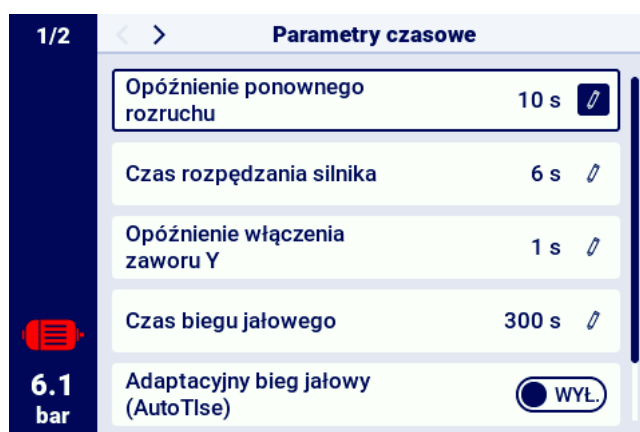 1/2
Parametry czasowe
Opóźnienie ponownego
rozruchu
10 s
Czas rozpędzania silnika
6 s
Opóźnienie włączenia
zaworu Y
1 s
Czas biegu jałowego
300 s
Adaptacyjny bieg jałowy
(AutoTIse)
WYŁ.
6.1
bar